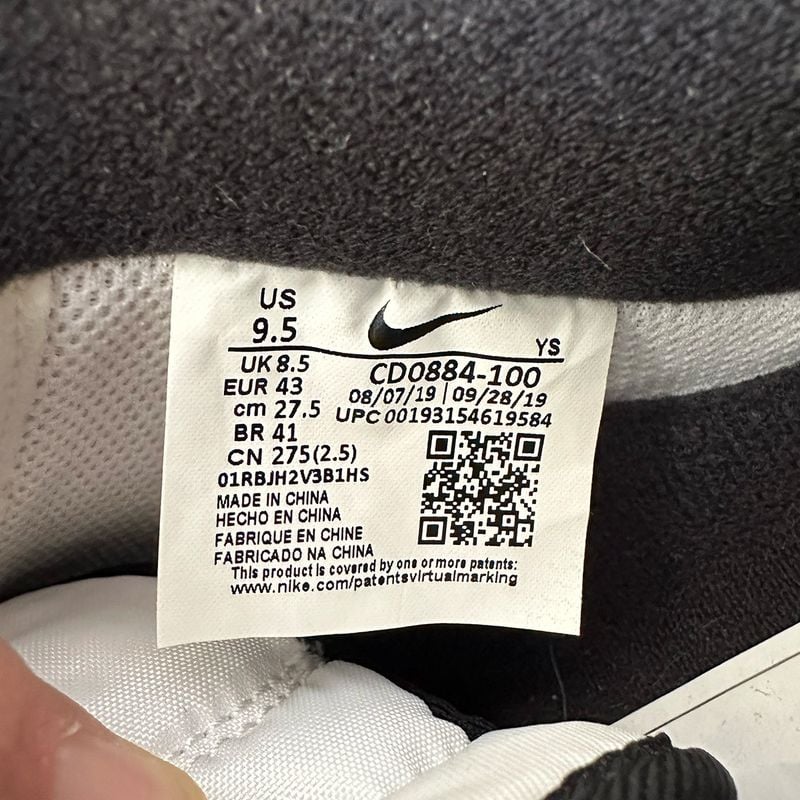 US
9.5
YS
UK 8.5
EUR 43
cm 27.5
BR 41
CN 275(2.5)
CD0884-100
08/07/19 | 09/28/19
UPC 00193154619584
01RBJH2V3B1HS
MADE IN CHINA
HECHO EN CHINA
FABRIQUE EN CHINE
FABRICADO NA CHINA
This product is covered by one or more patents:
www.nike.com/patentsvirtualmarking